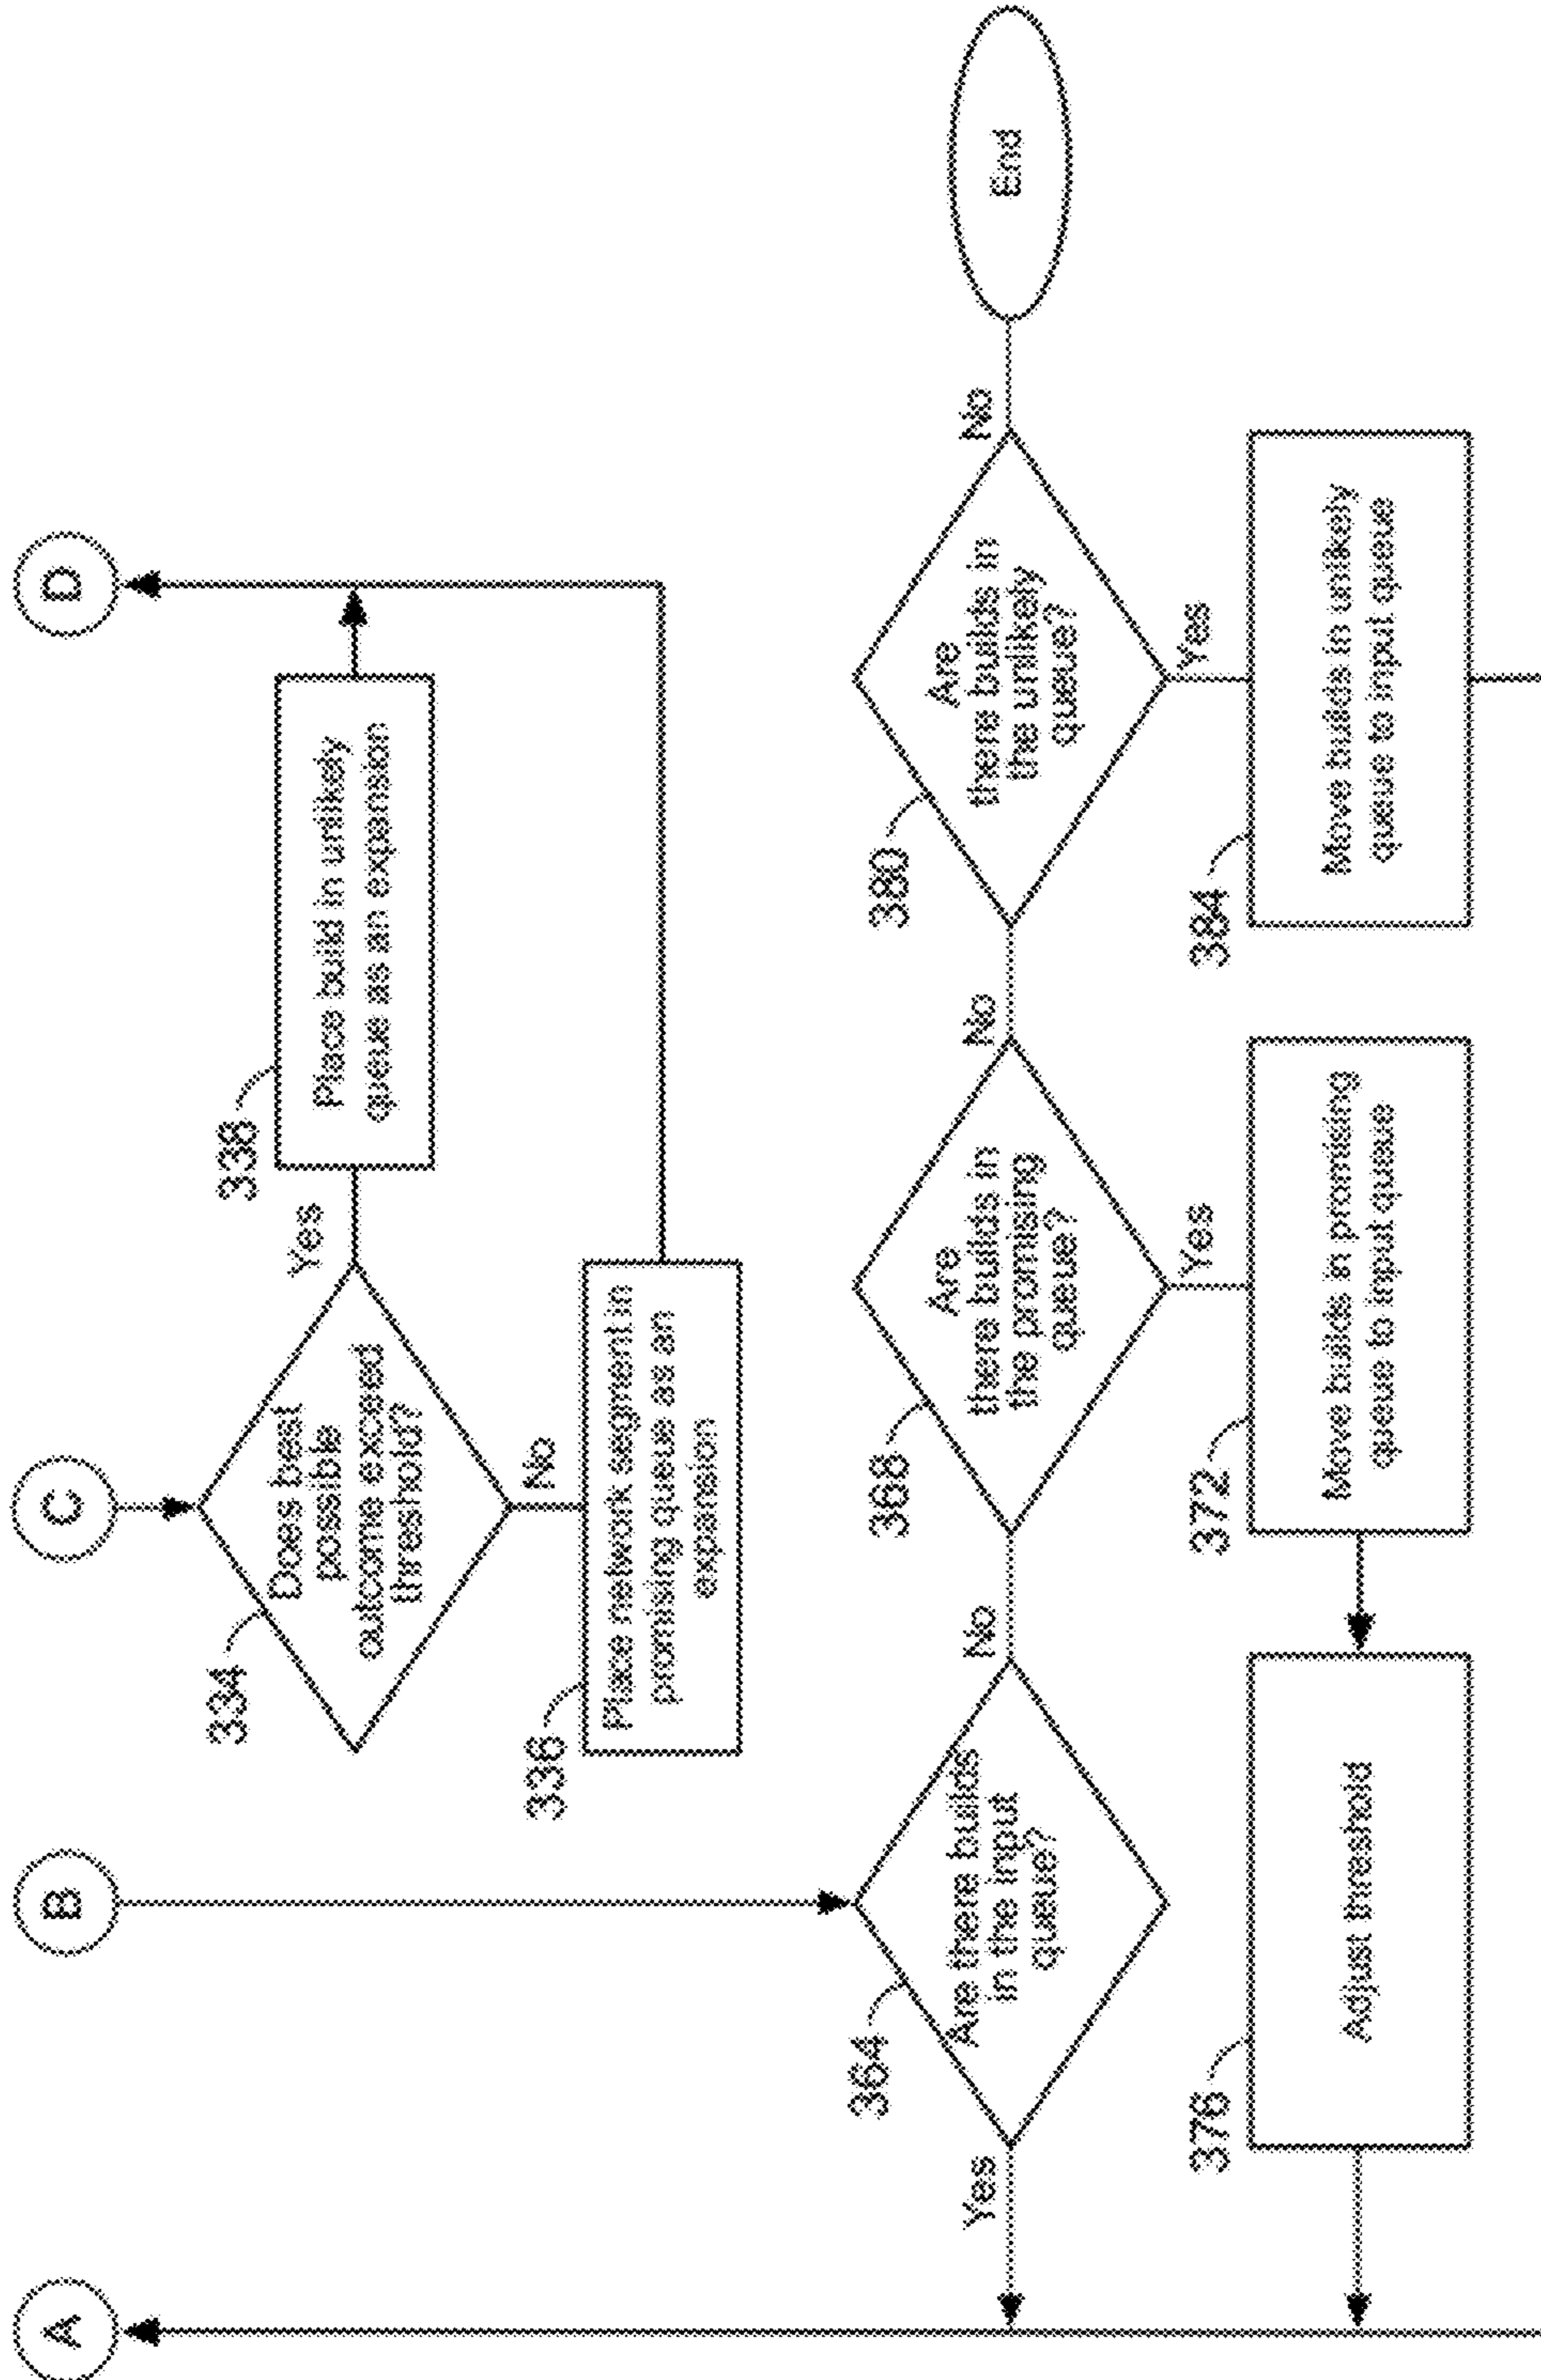 A
B
C
D
334
Does best
possible
outcome exceed
threshold?
Yes
No
338
Place build in unlikely
queue as an expansion
336
Place network segment in
promising queue as an
expansion
364
Are there builds
in the input
queue?
Yes
No
368
Are
there builds in
the promising
queue?
No
Yes
380
Are
there builds in
the unlikely
queue?
No
Yes
End
376
Adjust threshold
372
Move builds in promising
queue to input queue
384
Move builds in unlikely
queue to input queue